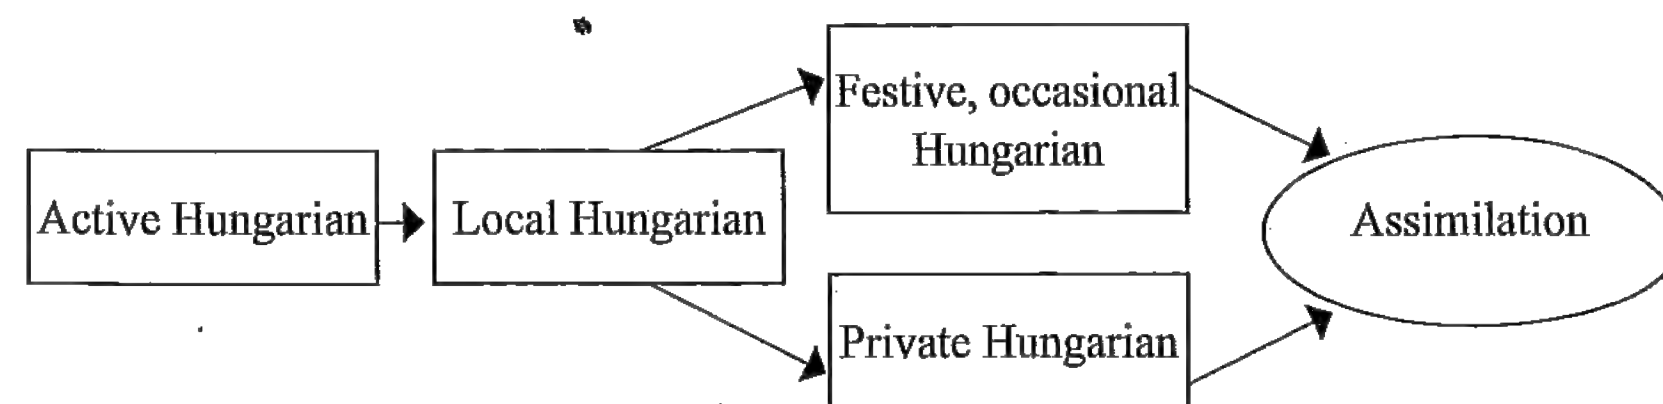 Active Hungarian
Local Hungarian
Festive, occasional
Hungarian
Private Hungarian
Assimilation